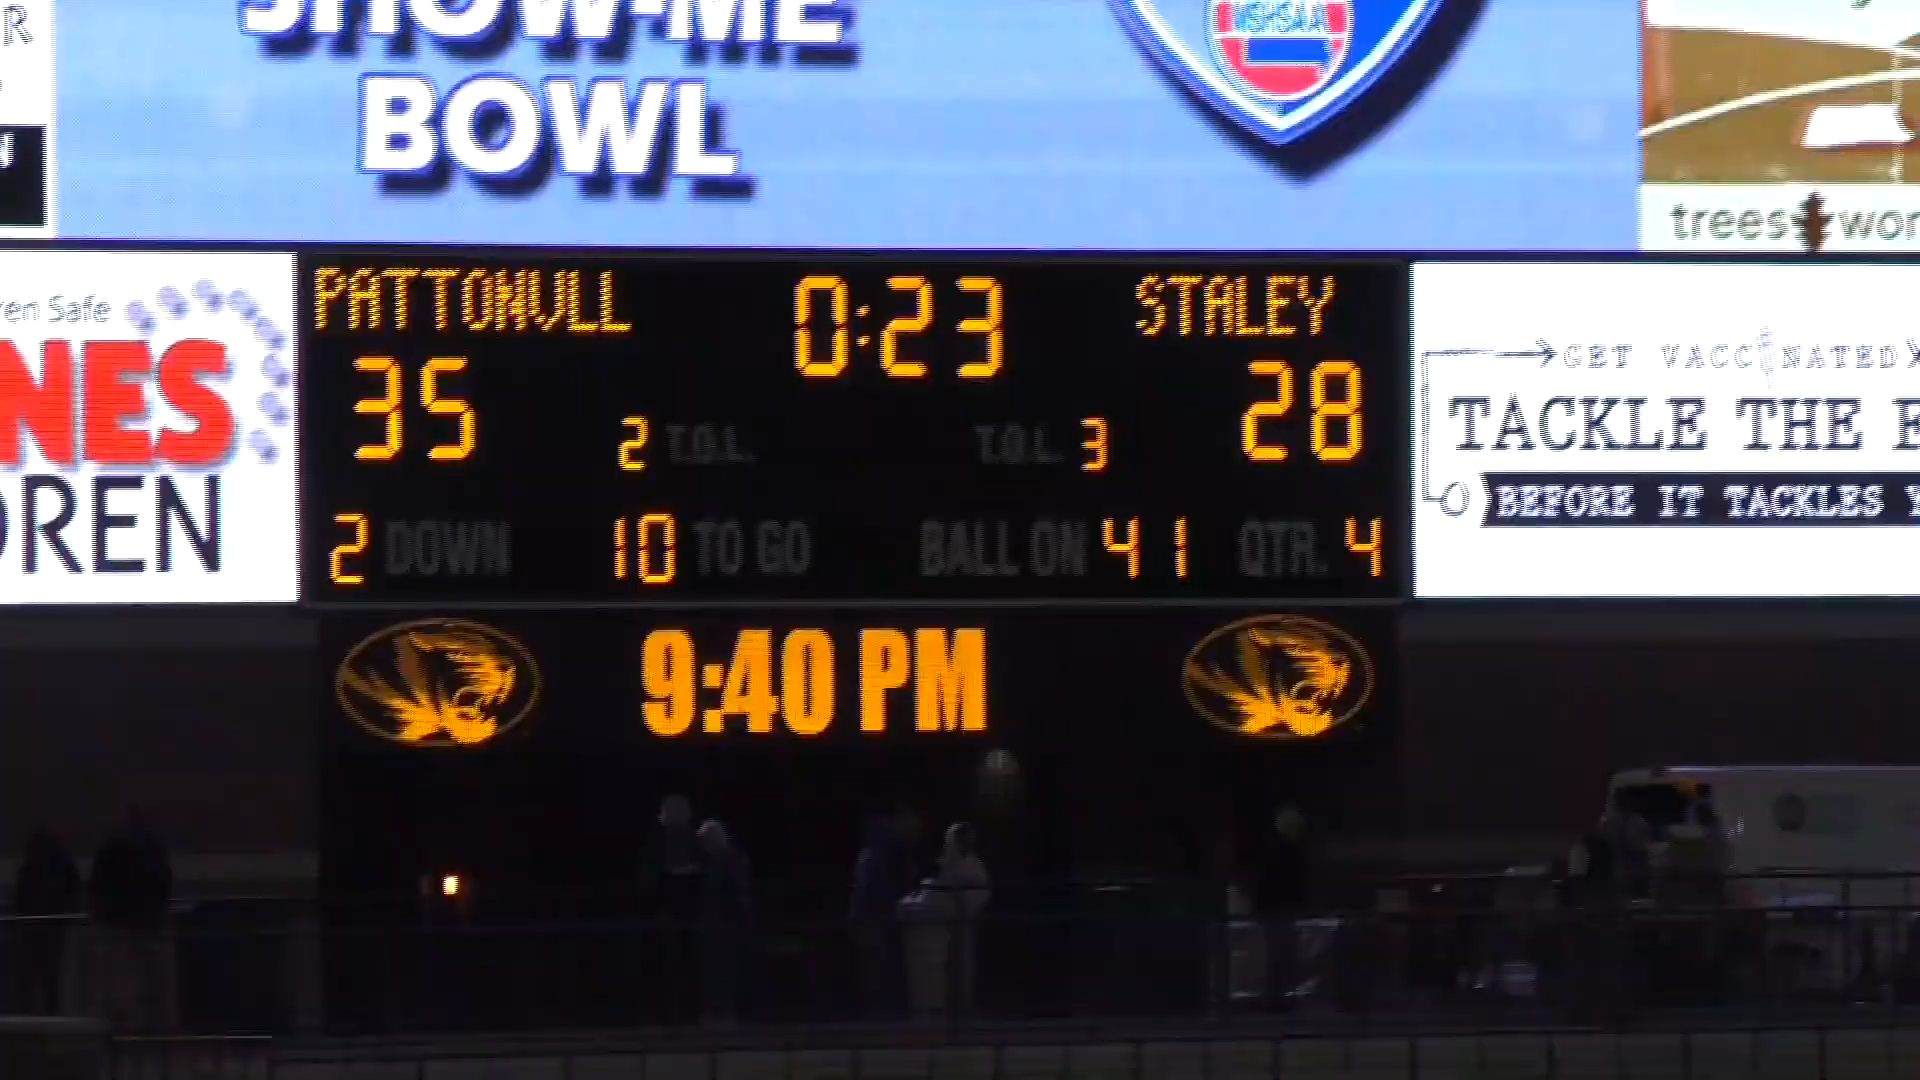 SHOW-ME
BOWL
MSHSAA
trees wor
ren Safe
NES
DREN
PATTONVLL 0:23 STALEY
35 28
2 T.O.L. T.O.L. 3
2 DOWN 10 TO GO BALL ON 41 QTR. 4
GET VACCINATED
TACKLE THE
BEFORE IT TACKLES
9:40 PM